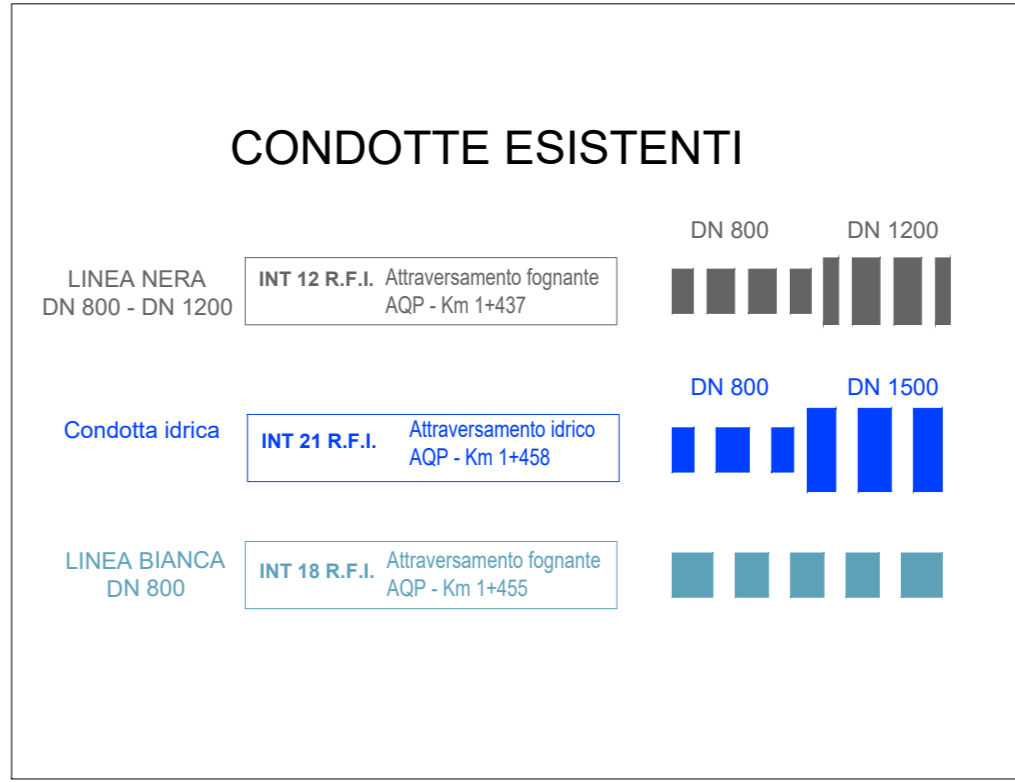 CONDOTTE ESISTENTI
DN 800 DN 1200
LINEA NERA
DN 800 - DN 1200
INT 12 R.F.I. Attraversamento fognante
AQP - Km 1+437
DN 800 DN 1500
Condotta idrica
INT 21 R.F.I. Attraversamento idrico
AQP - Km 1+458
LINEA BIANCA
DN 800
INT 18 R.F.I. Attraversamento fognante
AQP - Km 1+455